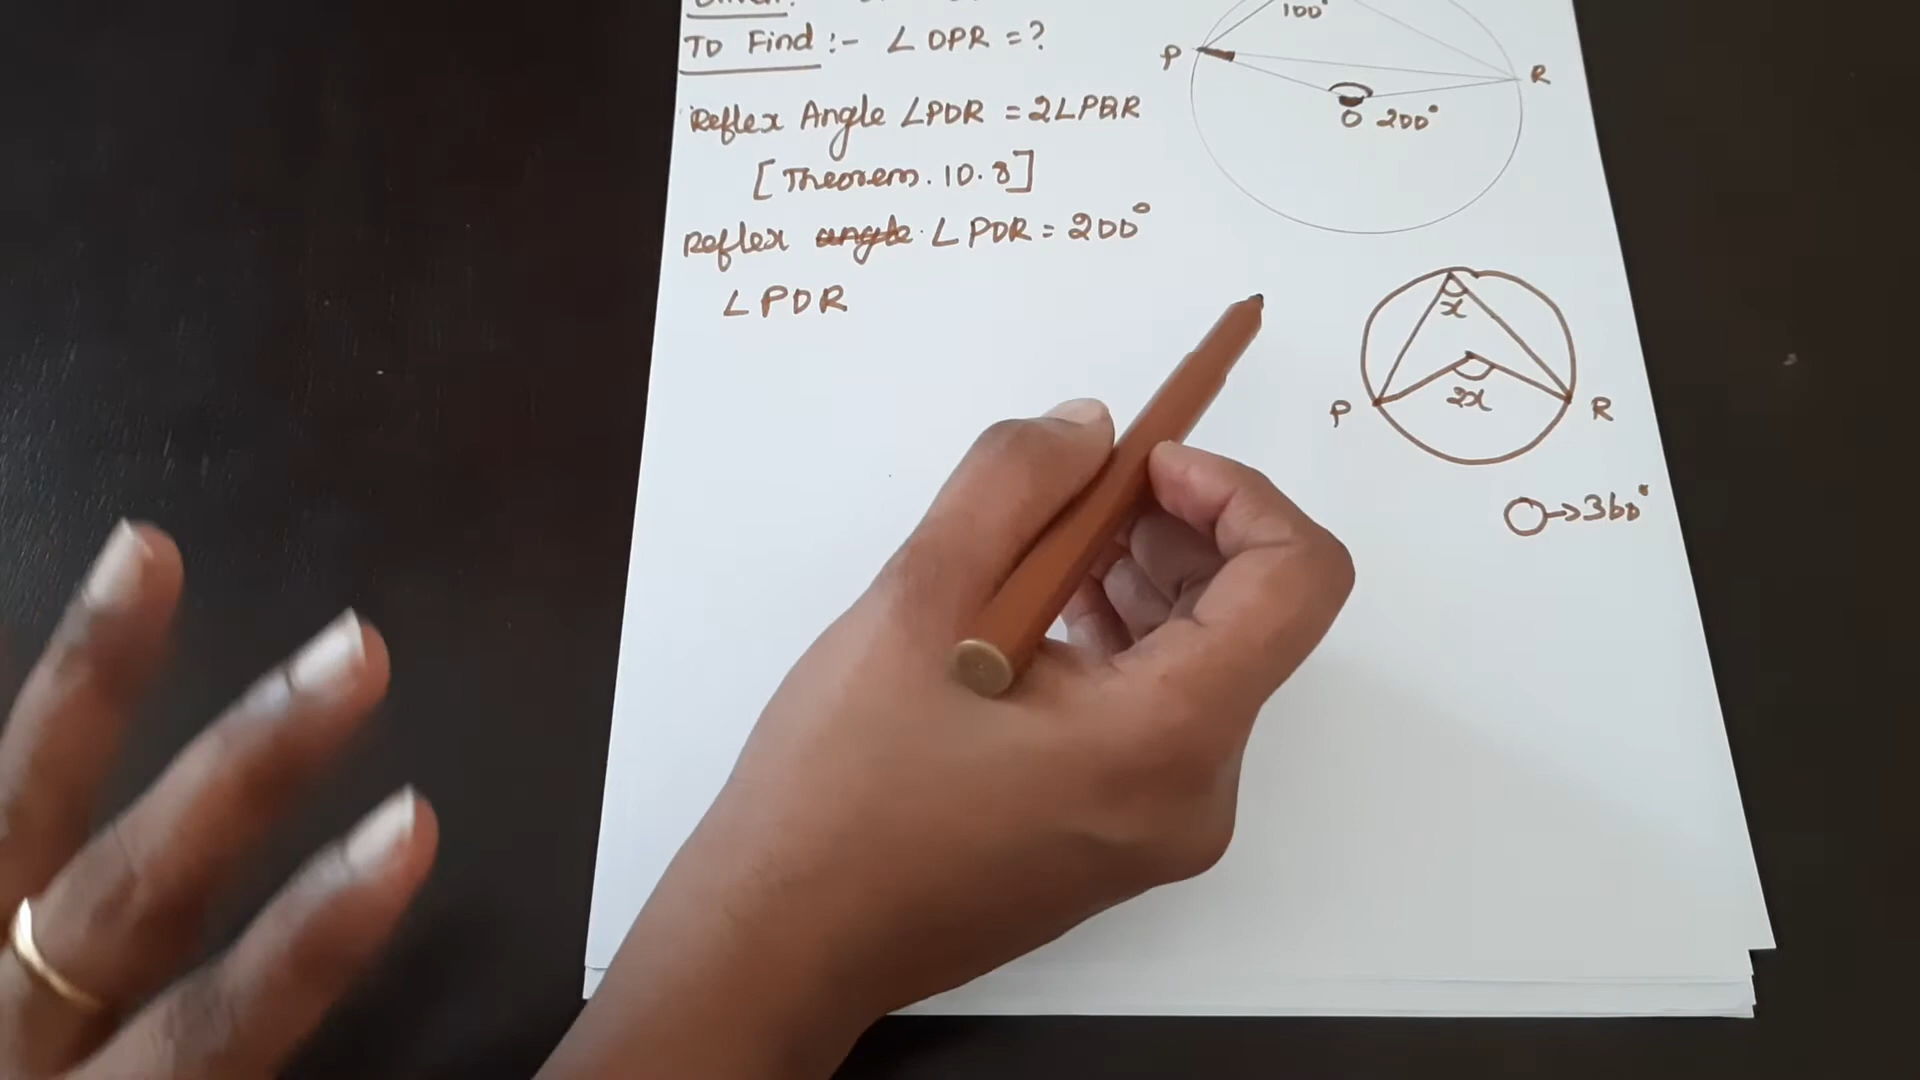 To Find :- ∠OPR = ?
Reflex Angle ∠POR = 2∠PQR
[Theorem. 10.8]
Reflex angle ∠POR = 200°
∠POR
100°
P
R
O 200°
x
2x
P
R
→360°